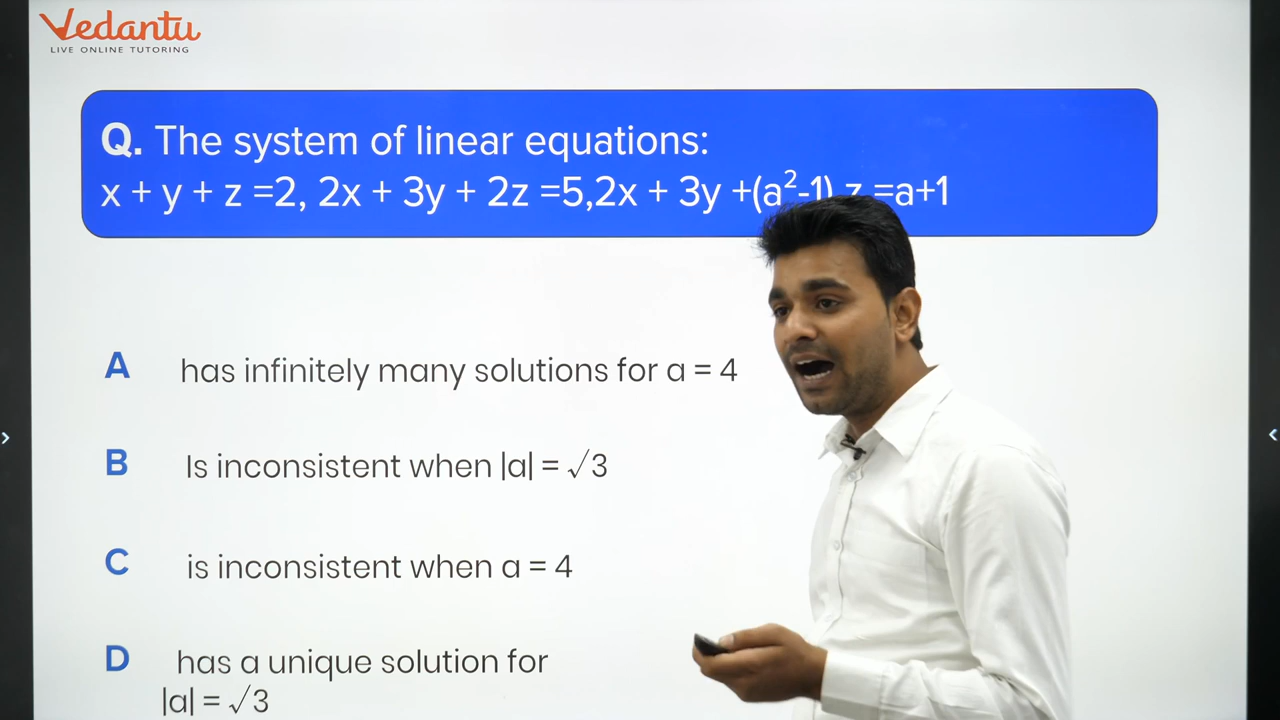 Vedantu
LIVE ONLINE TUTORING
Q. The system of linear equations:
x + y + z =2, 2x + 3y + 2z =5,2x + 3y +(a²-1) z =a+1
A has infinitely many solutions for a = 4
B Is inconsistent when |a| = √3
C is inconsistent when a = 4
D has a unique solution for
|a| = √3